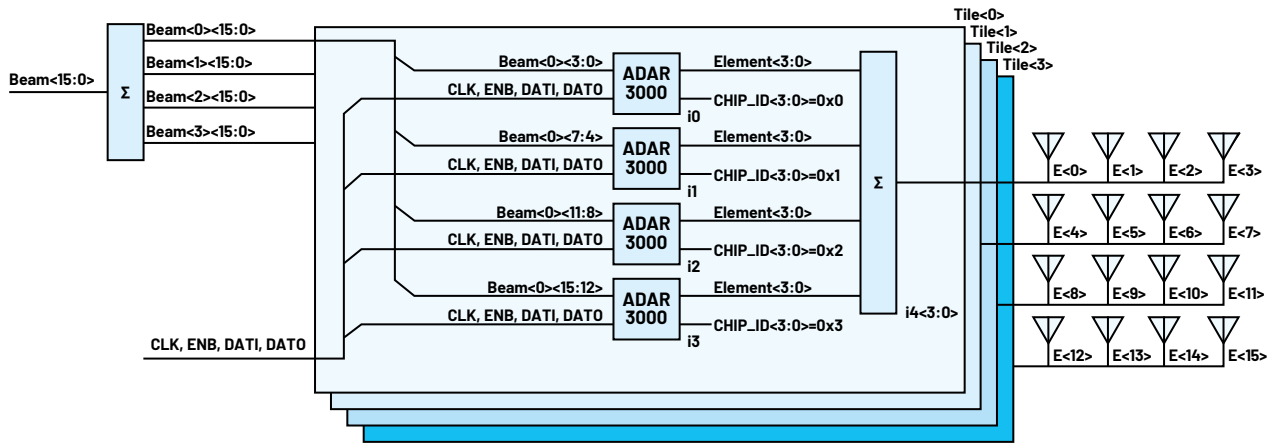 Tile<0>
Tile<1>
Tile<2>
Tile<3>
Beam<15:0>
Σ
Beam<0><15:0>
Beam<1><15:0>
Beam<2><15:0>
Beam<3><15:0>
CLK, ENB, DATI, DATO
Beam<0><3:0>
CLK, ENB, DATI, DATO
ADAR
3000
i0
Element<3:0>
CHIP_ID<3:0>=0x0
Beam<0><7:4>
CLK, ENB, DATI, DATO
ADAR
3000
i1
Element<3:0>
CHIP_ID<3:0>=0x1
Beam<0><11:8>
CLK, ENB, DATI, DATO
ADAR
3000
i2
Element<3:0>
CHIP_ID<3:0>=0x2
Beam<0><15:12>
CLK, ENB, DATI, DATO
ADAR
3000
i3
Element<3:0>
CHIP_ID<3:0>=0x3
Σ
i4<3:0>
E<0> E<1> E<2> E<3>
E<4> E<5> E<6> E<7>
E<8> E<9> E<10> E<11>
E<12> E<13> E<14> E<15>